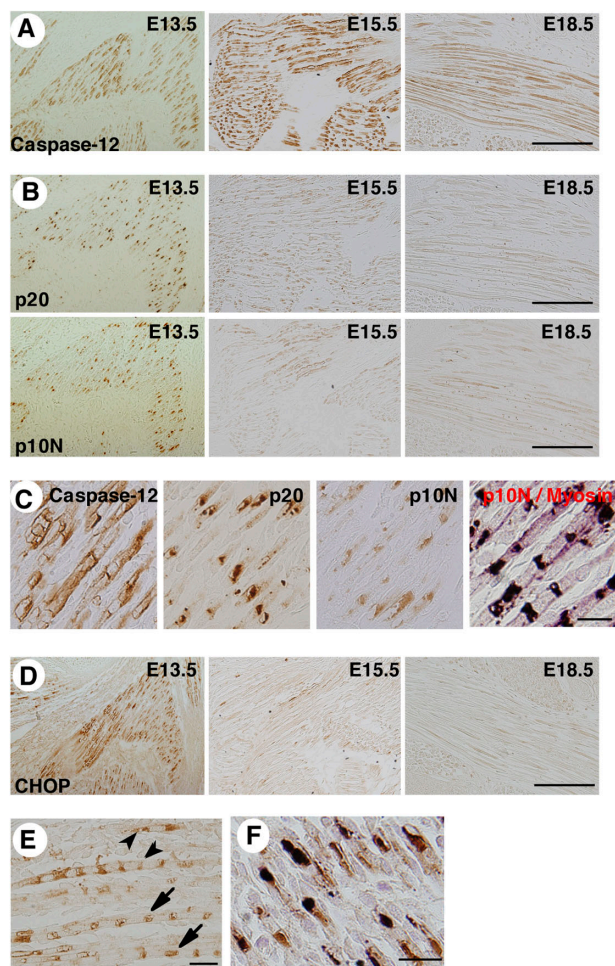 A
E13.5
E15.5
E18.5
Caspase-12
B
E13.5
E15.5
E18.5
p20
E13.5
E15.5
E18.5
p10N
C
Caspase-12
p20
p10N
p10N / Myosin
D
E13.5
E15.5
E18.5
CHOP
E
F